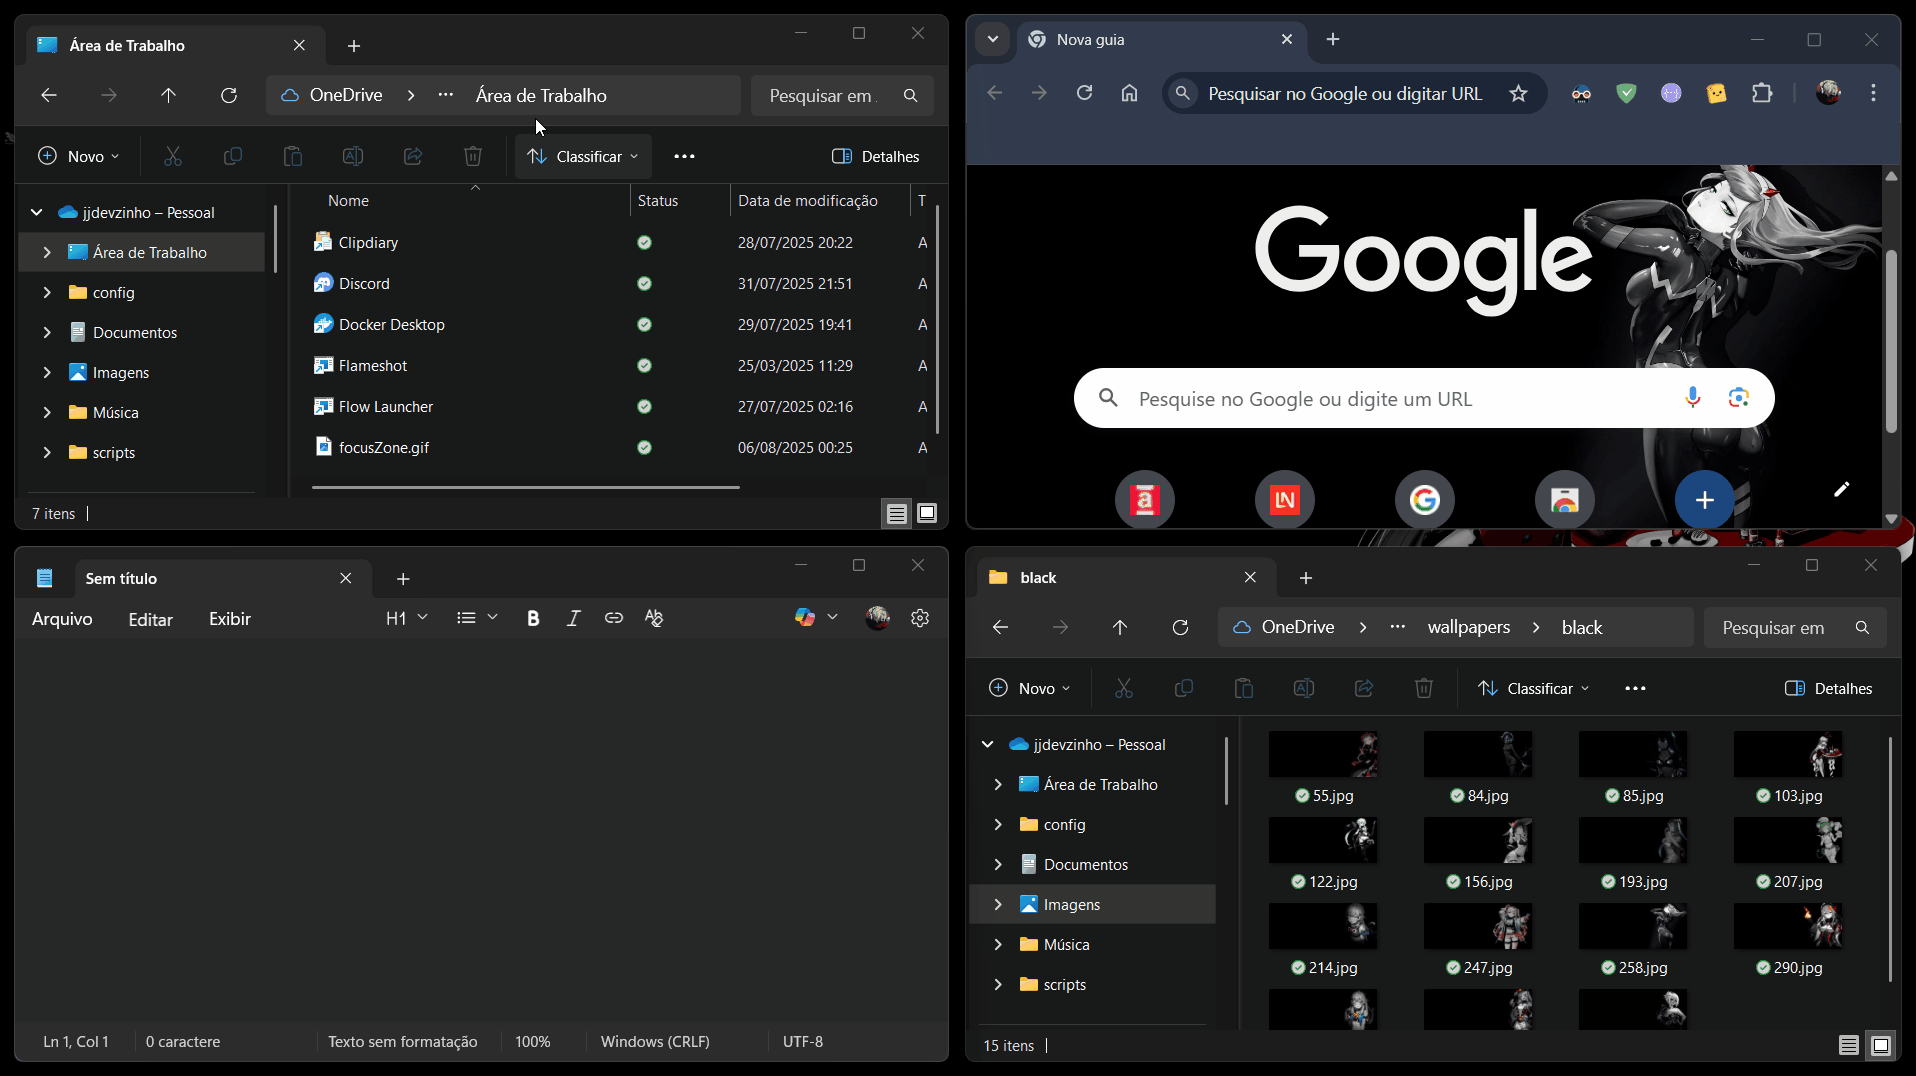 Área de Trabalho
OneDrive
Área de Trabalho
Pesquisar em
Novo
Classificar
Detalhes
jjdevzinho – Pessoal
Área de Trabalho
config
Documentos
Imagens
Música
scripts
Nome Status Data de modificação T
Clipdiary 28/07/2025 20:22 A
Discord 31/07/2025 21:51 A
Docker Desktop 29/07/2025 19:41 A
Flameshot 25/03/2025 11:29 A
Flow Launcher 27/07/2025 02:16 A
focusZone.gif 06/08/2025 00:25 A
7 itens
Nova guia
Pesquisar no Google ou digitar URL
Google
Pesquise no Google ou digite um URL
a
LN
G
Sem título
Arquivo Editar Exibir H1 B I
Ln 1, Col 1 0 caractere Texto sem formatação 100% Windows (CRLF) UTF-8
black
OneDrive
wallpapers
black
Pesquisar em
Novo
Classificar
Detalhes
jjdevzinho – Pessoal
Área de Trabalho
config
Documentos
Imagens
Música
scripts
55.jpg 84.jpg 85.jpg 103.jpg
122.jpg 156.jpg 193.jpg 207.jpg
214.jpg 247.jpg 258.jpg 290.jpg
15 itens